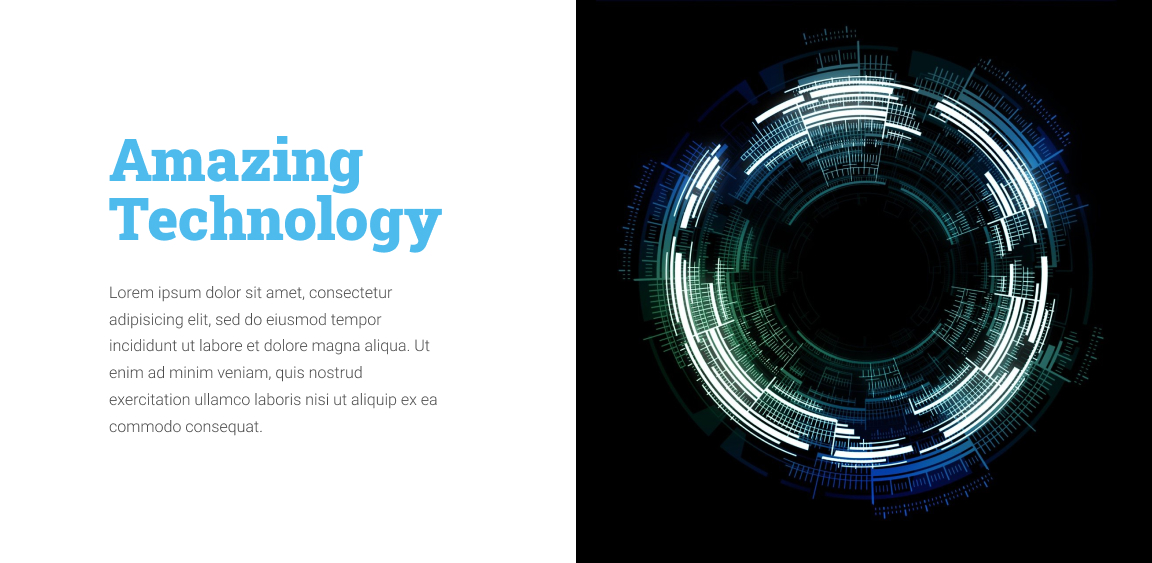 Amazing
Technology
Lorem ipsum dolor sit amet, consectetur
adipisicing elit, sed do eiusmod tempor
incididunt ut labore et dolore magna aliqua. Ut
enim ad minim veniam, quis nostrud
exercitation ullamco laboris nisi ut aliquip ex ea
commodo consequat.